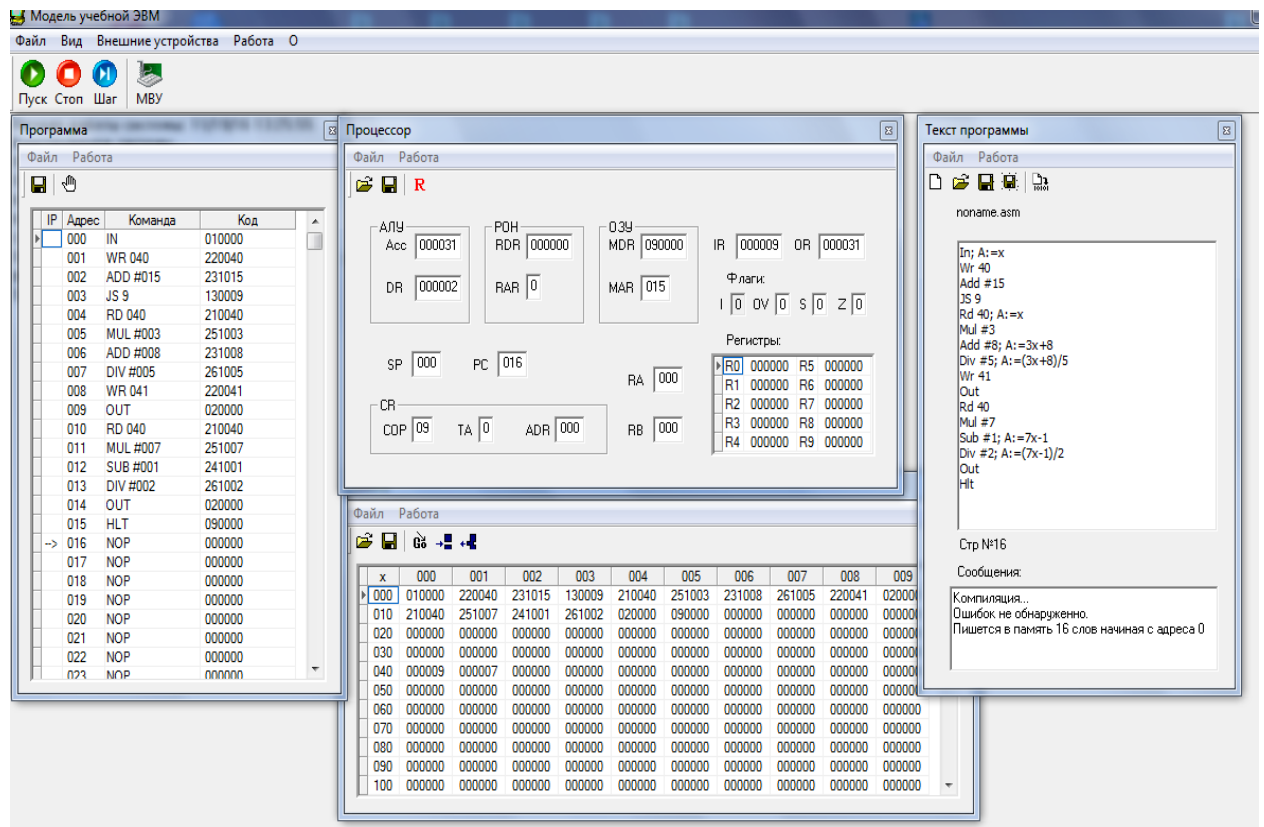 Модель учебной ЭВМ
Файл Вид Внешние устройства Работа О
Пуск Стоп Шаг МВУ
Программа
Файл Работа
IP Адрес Команда Код
000 IN 010000
001 WR 040 220040
002 ADD #015 231015
003 JS 9 130009
004 RD 040 210040
005 MUL #003 251003
006 ADD #008 231008
007 DIV #005 261005
008 WR 041 220041
009 OUT 020000
010 RD 040 210040
011 MUL #007 251007
012 SUB #001 241001
013 DIV #002 261002
014 OUT 020000
015 HLT 090000
--> 016 NOP 000000
017 NOP 000000
018 NOP 000000
019 NOP 000000
020 NOP 000000
021 NOP 000000
022 NOP 000000
023 NOP 000000
Процессор
Файл Работа
R
АЛУ РОН ОЗУ
Acc 000031 RDR 000000 MDR 090000 IR 000009 OR 000031
DR 000002 RAR 0 MAR 015
Флаги:
I 0 OV 0 S 0 Z 0
SP 000 PC 016 RA 000
CR
COP 09 TA 0 ADR 000 RB 000
Регистры:
R0 000000 R5 000000
R1 000000 R6 000000
R2 000000 R7 000000
R3 000000 R8 000000
R4 000000 R9 000000
Файл Работа
Go
x 000 001 002 003 004 005 006 007 008 009
000 010000 220040 231015 130009 210040 251003 231008 261005 220041 02000
010 210040 251007 241001 261002 020000 090000 000000 000000 000000 00000
020 000000 000000 000000 000000 000000 000000 000000 000000 000000 00000
030 000000 000000 000000 000000 000000 000000 000000 000000 000000 00000
040 000009 000007 000000 000000 000000 000000 000000 000000 000000 00000
050 000000 000000 000000 000000 000000 000000 000000 000000 000000 00000
060 000000 000000 000000 000000 000000 000000 000000 000000 000000 000000
070 000000 000000 000000 000000 000000 000000 000000 000000 000000 000000
080 000000 000000 000000 000000 000000 000000 000000 000000 000000 000000
090 000000 000000 000000 000000 000000 000000 000000 000000 000000 000000
100 000000 000000 000000 000000 000000 000000 000000 000000 000000 000000
Текст программы
Файл Работа
noname.asm
In; A:=x
Wr 40
Add #15
JS 9
Rd 40; A:=x
Mul #3
Add #8; A:=3x+8
Div #5; A:=(3x+8)/5
Wr 41
Out
Rd 40
Mul #7
Sub #1; A:=7x-1
Div #2; A:=(7x-1)/2
Out
Hlt
Стр №16
Сообщения:
Компиляция...
Ошибок не обнаруженно.
Пишется в память 16 слов начиная с адреса 0